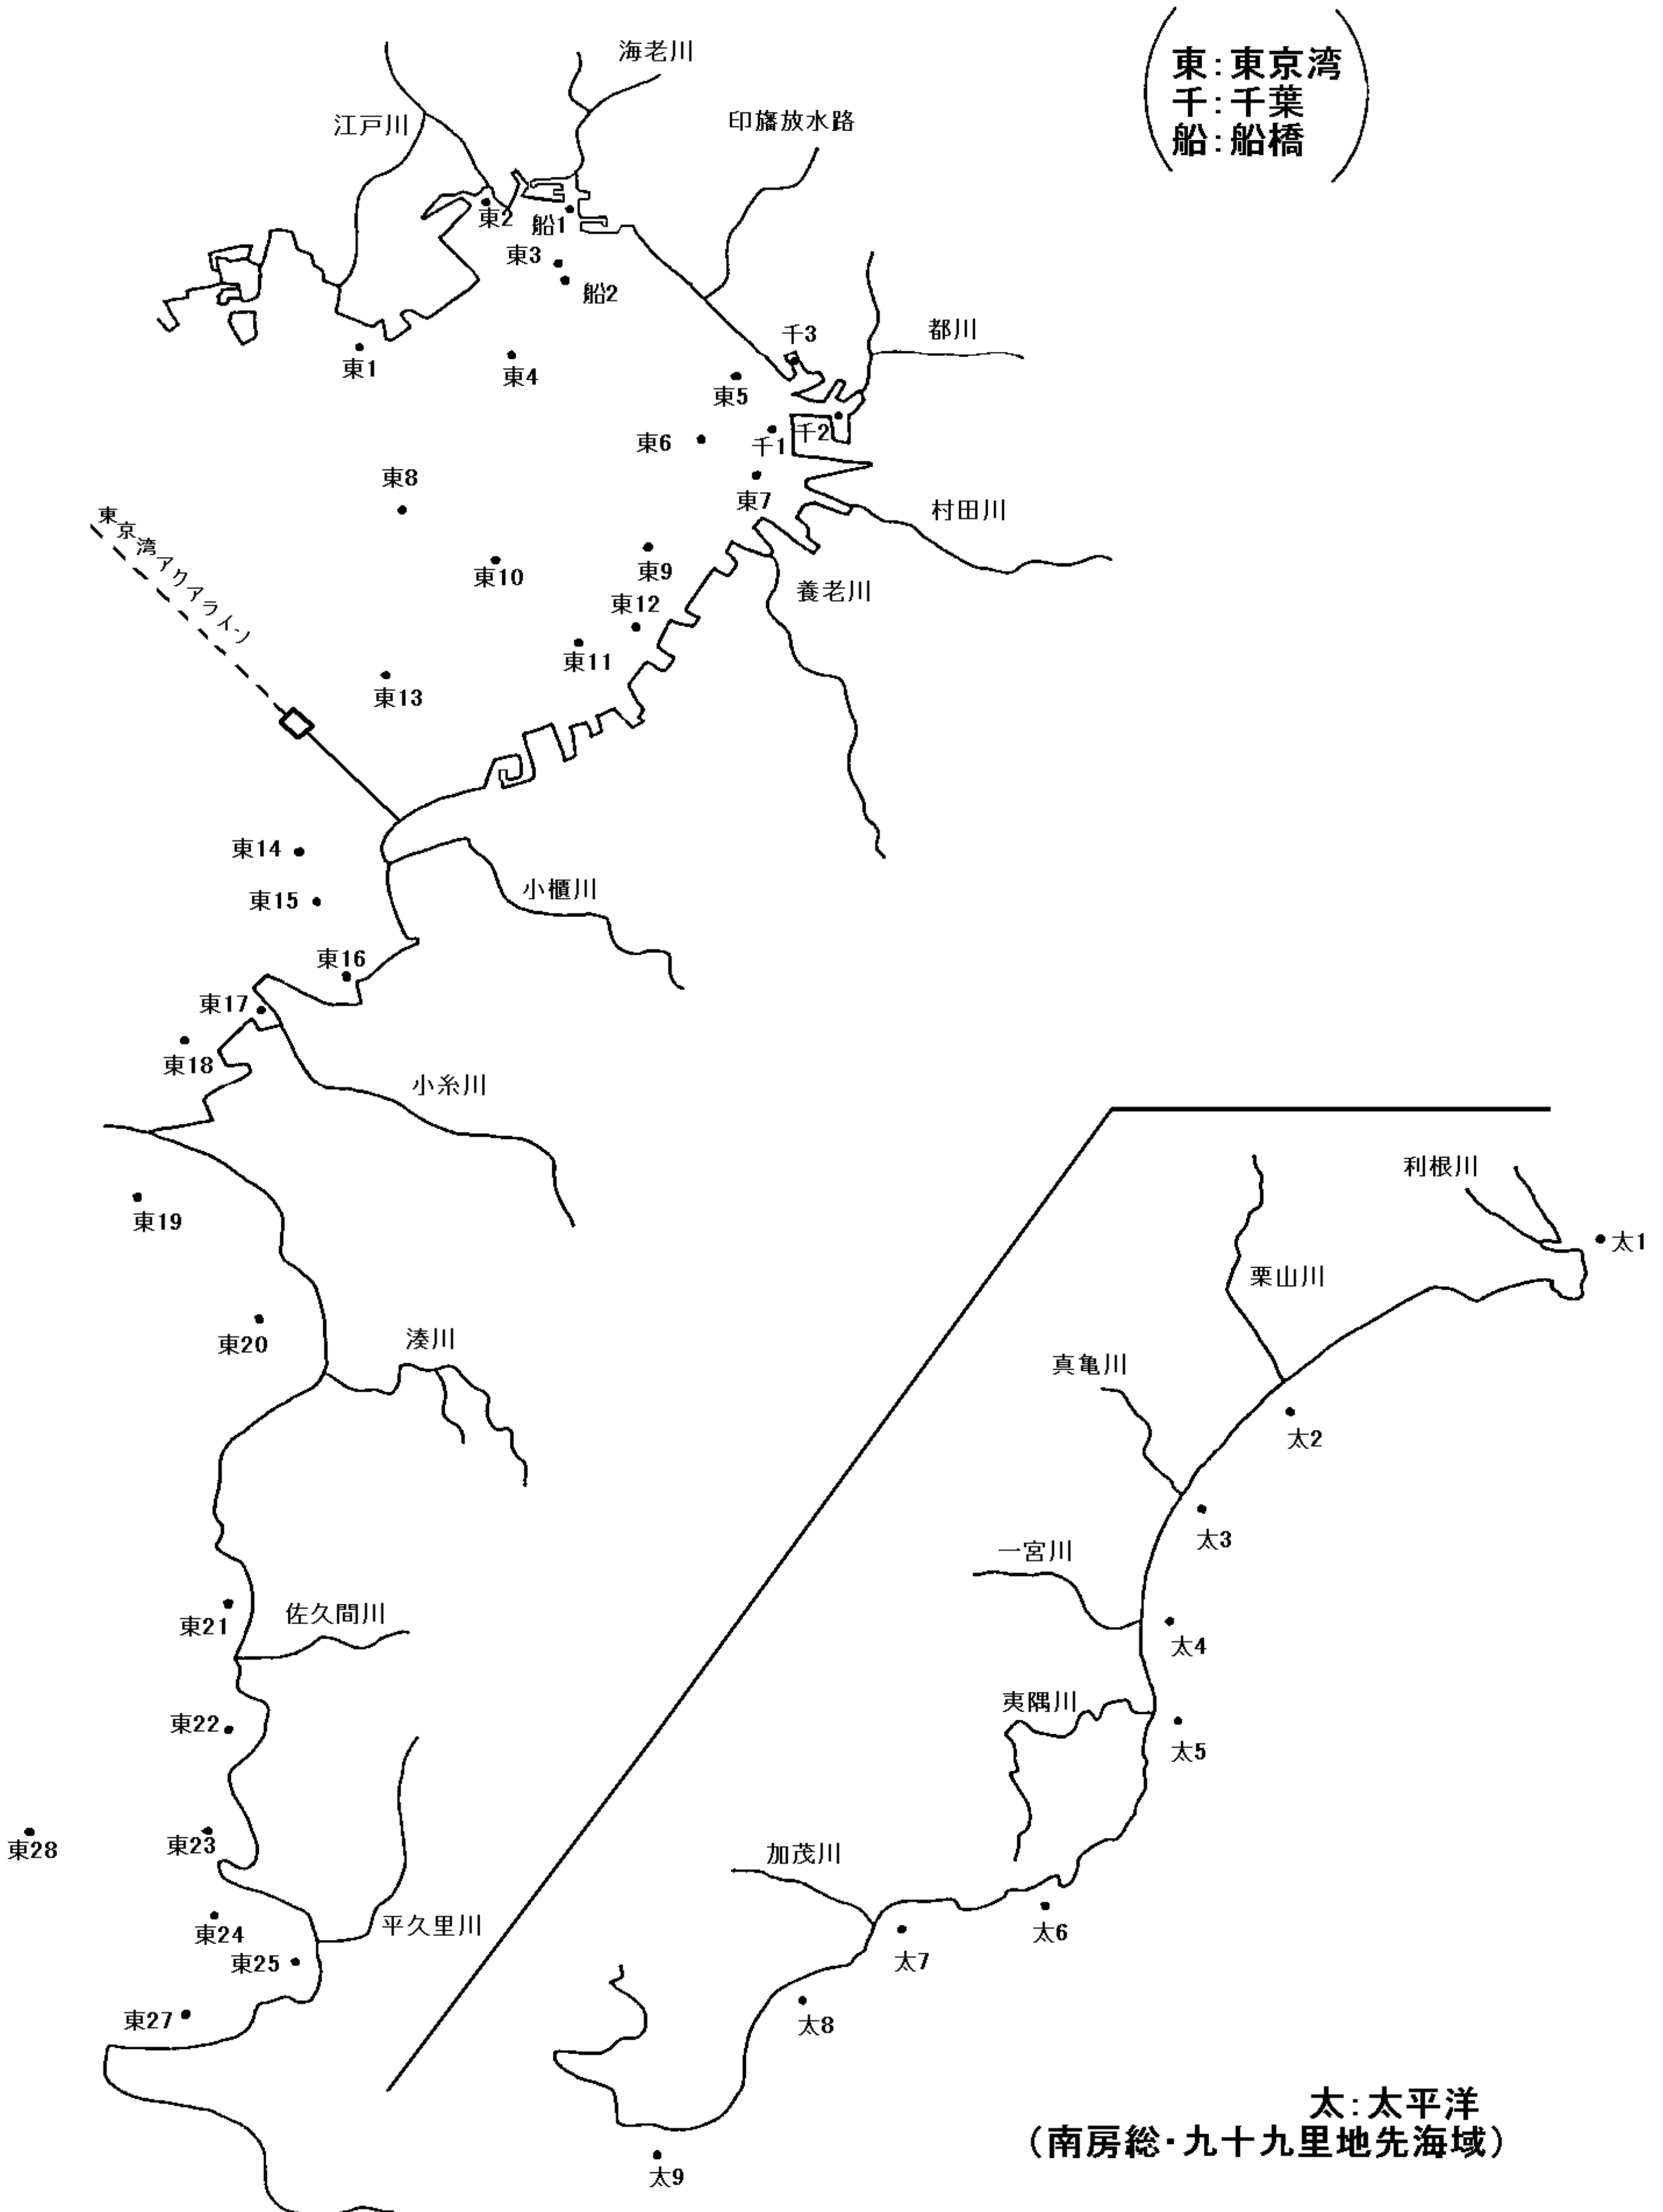 東:東京湾
千:千葉
船:船橋
海老川
印旛放水路
江戸川
東2
船1
東3
船2
都川
千3
東1
東4
東5
東6
千1
千2
東8
東7
村田川
東京湾アクアライン
東10
東9
養老川
東12
東11
東13
東14
小櫃川
東15
東16
東17
東18
小糸川
利根川
東19
太1
栗山川
東20
湊川
真亀川
太2
太3
一宮川
佐久間川
東21
太4
夷隅川
東22
太5
東28
東23
加茂川
東24
平久里川
太6
東25
太7
東27
太8
太:太平洋
(南房総・九十九里地先海域)
太9